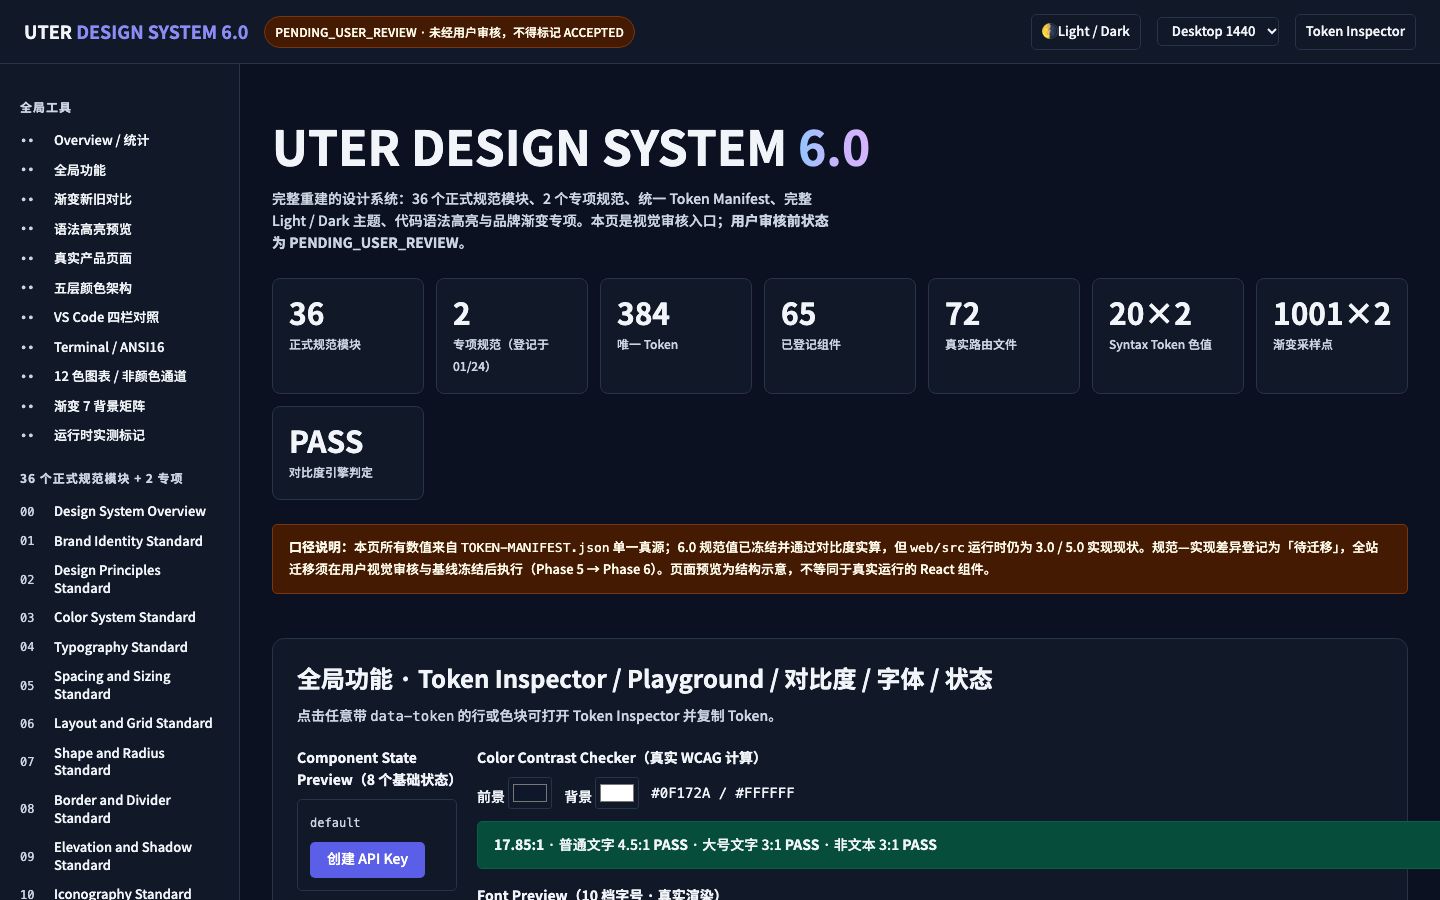 UTER DESIGN SYSTEM 6.0
PENDING_USER_REVIEW · 未经用户审核，不得标记 ACCEPTED
Light / Dark
Desktop 1440
Token Inspector
全局工具
Overview / 统计
全局功能
渐变新旧对比
语法高亮预览
真实产品页面
五层颜色架构
VS Code 四栏对照
Terminal / ANSI16
12 色图表 / 非颜色通道
渐变 7 背景矩阵
运行时实测标记
36 个正式规范模块 + 2 专项
00 Design System Overview
01 Brand Identity Standard
02 Design Principles
Standard
03 Color System Standard
04 Typography Standard
05 Spacing and Sizing
Standard
06 Layout and Grid Standard
07 Shape and Radius
Standard
08 Border and Divider
Standard
09 Elevation and Shadow
Standard
10 Iconography Standard
UTER DESIGN SYSTEM 6.0
完整重建的设计系统：36 个正式规范模块、2 个专项规范、统一 Token Manifest、完整
Light / Dark 主题、代码语法高亮与品牌渐变专项。本页是视觉审核入口；用户审核前状态
为 PENDING_USER_REVIEW。
36
正式规范模块
2
专项规范（登记于
01/24）
384
唯一 Token
65
已登记组件
72
真实路由文件
20×2
Syntax Token 色值
1001×2
渐变采样点
PASS
对比度引擎判定
口径说明：本页所有数值来自 TOKEN-MANIFEST.json 单一真源；6.0 规范值已冻结并通过对比度实算，但 web/src 运行时仍为 3.0 / 5.0 实现现状。规范—实现差异登记为「待迁移」，全站
迁移须在用户视觉审核与基线冻结后执行（Phase 5 → Phase 6）。页面预览为结构示意，不等同于真实运行的 React 组件。
全局功能 · Token Inspector / Playground / 对比度 / 字体 / 状态
点击任意带 data-token 的行或色块可打开 Token Inspector 并复制 Token。
Component State
Preview（8 个基础状态）
default
创建 API Key
Color Contrast Checker（真实 WCAG 计算）
前景 背景 #0F172A / #FFFFFF
17.85:1 · 普通文字 4.5:1 PASS · 大号文字 3:1 PASS · 非文本 3:1 PASS
Font Preview（10 档字号 · 真实渲染）